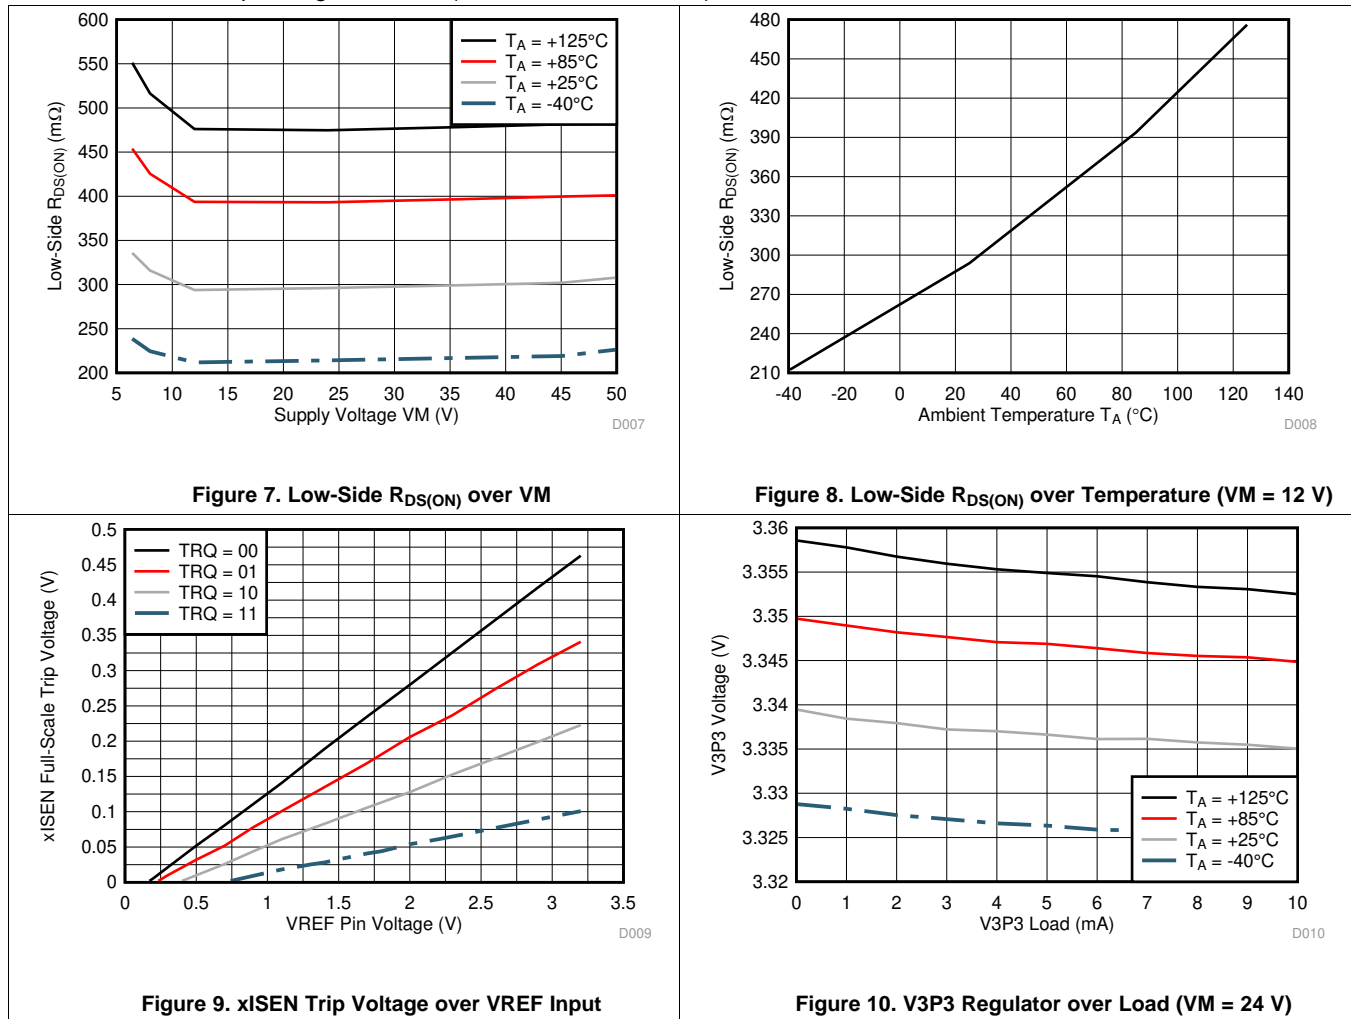 600
550
500
450
400
350
300
250
200
5 10 15 20 25 30 35 40 45 50
Low-Side RDS(ON) (mΩ)
Supply Voltage VM (V)
TA = +125°C
TA = +85°C
TA = +25°C
TA = -40°C
D007
Figure 7. Low-Side RDS(ON) over VM
480
450
420
390
360
330
300
270
240
210
-40 -20 0 20 40 60 80 100 120 140
Low-Side RDS(ON) (mΩ)
Ambient Temperature TA (°C)
D008
Figure 8. Low-Side RDS(ON) over Temperature (VM = 12 V)
0.5
0.45
0.4
0.35
0.3
0.25
0.2
0.15
0.1
0.05
0
0 0.5 1 1.5 2 2.5 3 3.5
xISEN Full-Scale Trip Voltage (V)
VREF Pin Voltage (V)
TRQ = 00
TRQ = 01
TRQ = 10
TRQ = 11
D009
Figure 9. xISEN Trip Voltage over VREF Input
3.36
3.355
3.35
3.345
3.34
3.335
3.33
3.325
3.32
0 1 2 3 4 5 6 7 8 9 10
V3P3 Voltage (V)
V3P3 Load (mA)
TA = +125°C
TA = +85°C
TA = +25°C
TA = -40°C
D010
Figure 10. V3P3 Regulator over Load (VM = 24 V)